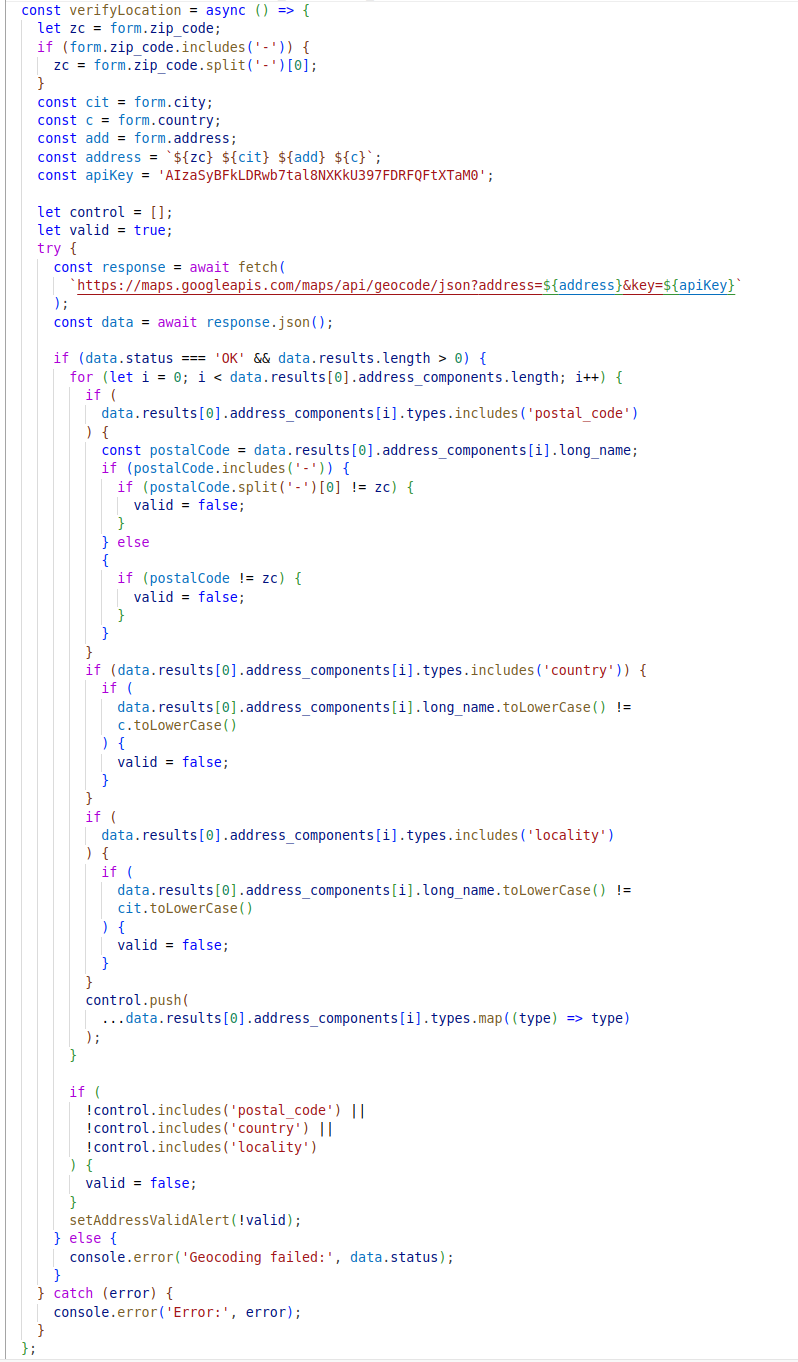 const verifyLocation = async () => {
let zc = form.zip_code;
if (form.zip_code.includes('-')) {
zc = form.zip_code.split('-')[0];
}
const cit = form.city;
const c = form.country;
const add = form.address;
const address = `${zc} ${cit} ${add} ${c}`;
const apiKey = 'AIzaSyBFkLDRwb7tal8NXKkU397FDRFQFtXTaM0';
let control = [];
let valid = true;
try {
const response = await fetch(
`https://maps.googleapis.com/maps/api/geocode/json?address=${address}&key=${apiKey}`
);
const data = await response.json();
if (data.status === 'OK' && data.results.length > 0) {
for (let i = 0; i < data.results[0].address_components.length; i++) {
if (
data.results[0].address_components[i].types.includes('postal_code')
) {
const postalCode = data.results[0].address_components[i].long_name;
if (postalCode.includes('-')) {
if (postalCode.split('-')[0] != zc) {
valid = false;
}
} else
{
if (postalCode != zc) {
valid = false;
}
}
}
if (data.results[0].address_components[i].types.includes('country')) {
if (
data.results[0].address_components[i].long_name.toLowerCase() !=
c.toLowerCase()
) {
valid = false;
}
}
if (
data.results[0].address_components[i].types.includes('locality')
) {
if (
data.results[0].address_components[i].long_name.toLowerCase() !=
cit.toLowerCase()
) {
valid = false;
}
}
control.push(
...data.results[0].address_components[i].types.map((type) => type)
);
}
if (
!control.includes('postal_code') ||
!control.includes('country') ||
!control.includes('locality')
) {
valid = false;
}
setAddressValidAlert(!valid);
} else {
console.error('Geocoding failed:', data.status);
}
} catch (error) {
console.error('Error:', error);
}
};